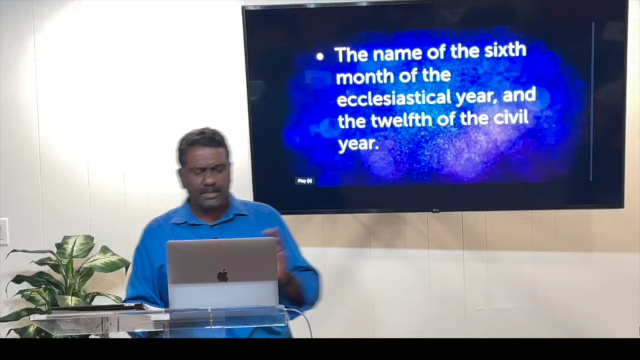 • The name of the sixth
month of the
ecclesiastical year, and
the twelfth of the civil
year.